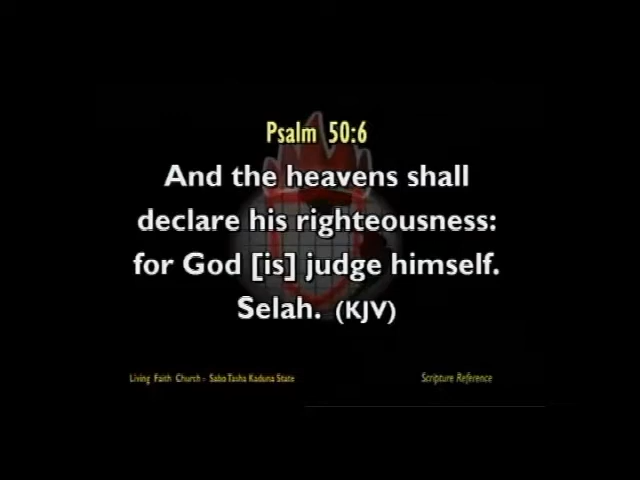 Psalm 50:6
And the heavens shall
declare his righteousness:
for God [is] judge himself.
Selah. (KJV)
Living Faith Church - Sabo Tasha Kaduna State
Scripture Reference